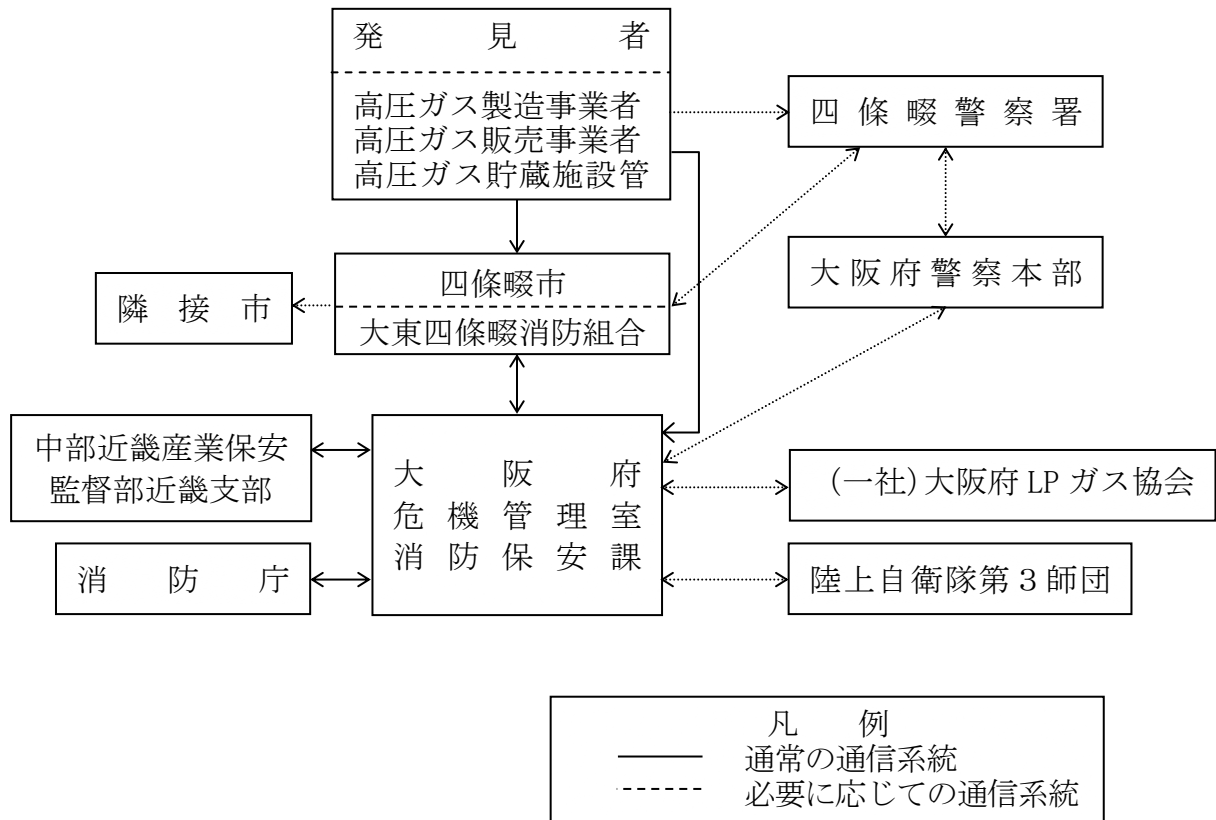 発見者
高圧ガス製造事業者
高圧ガス販売事業者
高圧ガス貯蔵施設管
四條畷警察署
大阪府警察本部
隣接市
四條畷市
大東四條畷消防組合
中部近畿産業保安
監督部近畿支部
大阪府
危機管理室
消防保安課
(一社)大阪府 LP ガス協会
消防庁
陸上自衛隊第3師団
凡例
通常の通信系統
必要に応じての通信系統